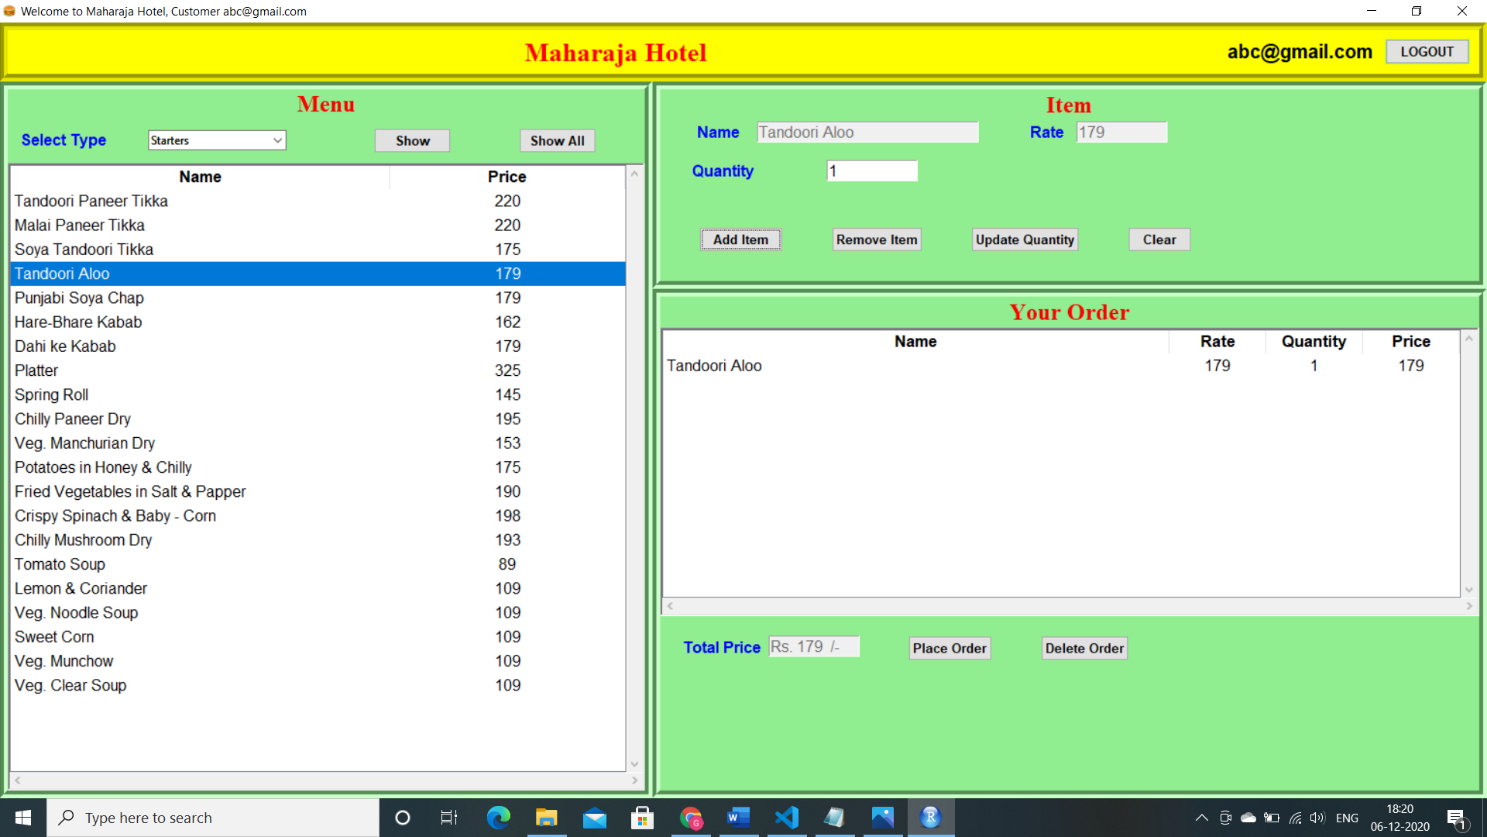 Welcome to Maharaja Hotel, Customer abc@gmail.com
Maharaja Hotel
abc@gmail.com LOGOUT
Menu
Select Type Starters Show Show All
Name Price
Tandoori Paneer Tikka 220
Malai Paneer Tikka 220
Soya Tandoori Tikka 175
Tandoori Aloo 179
Punjabi Soya Chap 179
Hare-Bhare Kabab 162
Dahi ke Kabab 179
Platter 325
Spring Roll 145
Chilly Paneer Dry 195
Veg. Manchurian Dry 153
Potatoes in Honey & Chilly 175
Fried Vegetables in Salt & Papper 190
Crispy Spinach & Baby - Corn 198
Chilly Mushroom Dry 193
Tomato Soup 89
Lemon & Coriander 109
Veg. Noodle Soup 109
Sweet Corn 109
Veg. Munchow 109
Veg. Clear Soup 109
Item
Name Tandoori Aloo Rate 179
Quantity 1
Add Item Remove Item Update Quantity Clear
Your Order
Name Rate Quantity Price
Tandoori Aloo 179 1 179
Total Price Rs. 179 /- Place Order Delete Order
Type here to search
ENG
18:20
06-12-2020
1